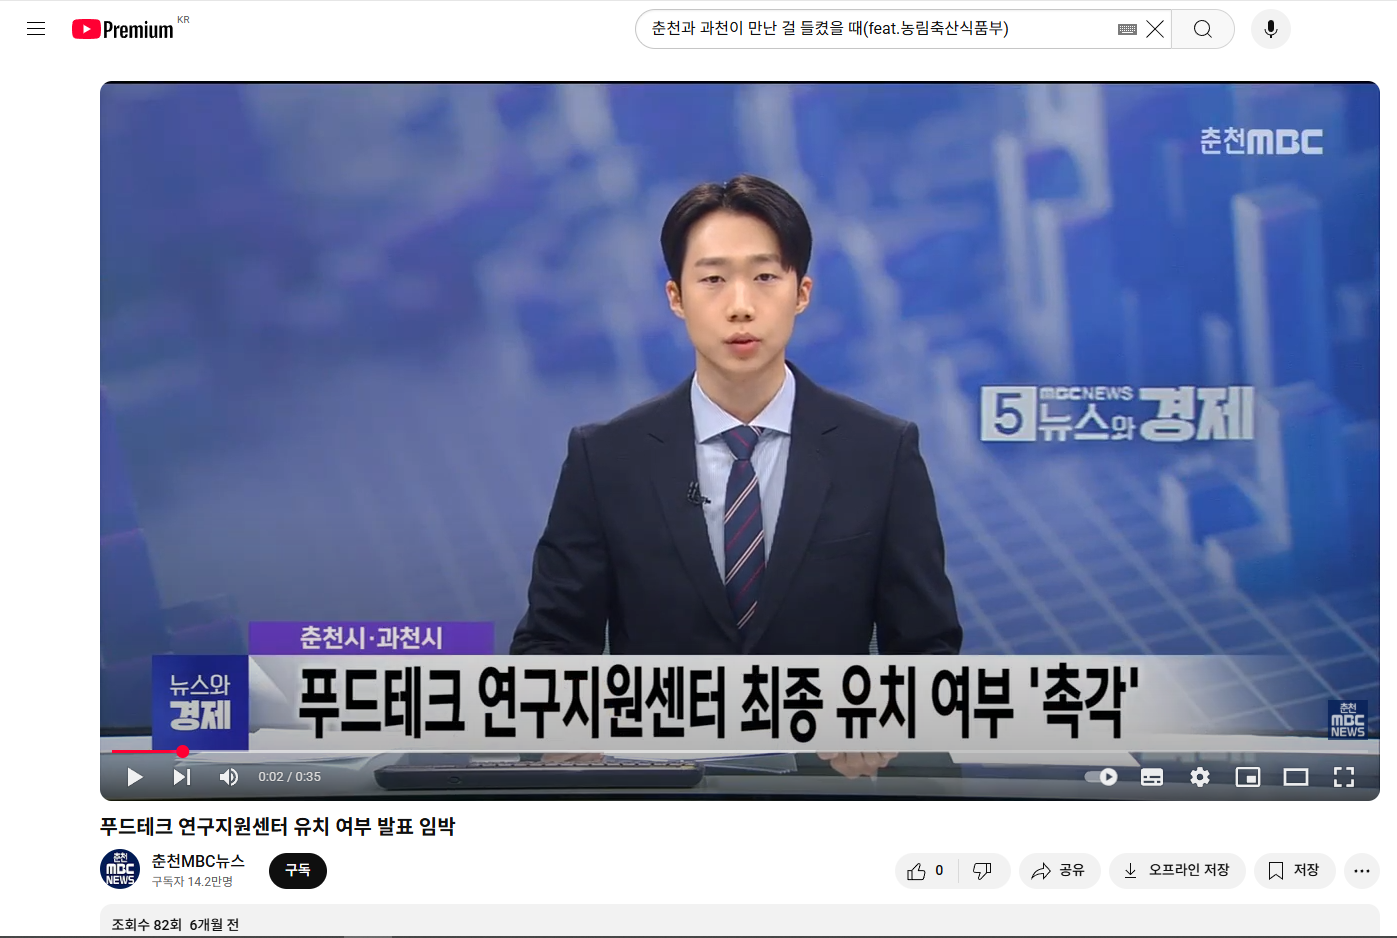 Premium KR
춘천과 과천이 만난 걸 들켰을 때(feat.농림축산식품부)
춘천MBC
5 MBCNEWS 뉴스와 경제
춘천시·과천시
뉴스와
경제
푸드테크 연구지원센터 최종 유치 여부 '촉각'
춘천
MBC
NEWS
0:02 / 0:35
푸드테크 연구지원센터 유치 여부 발표 임박
춘천
MBC
NEWS
춘천MBC뉴스
구독자 14.2만명
구독
0
공유
오프라인 저장
저장
조회수 82회 6개월 전